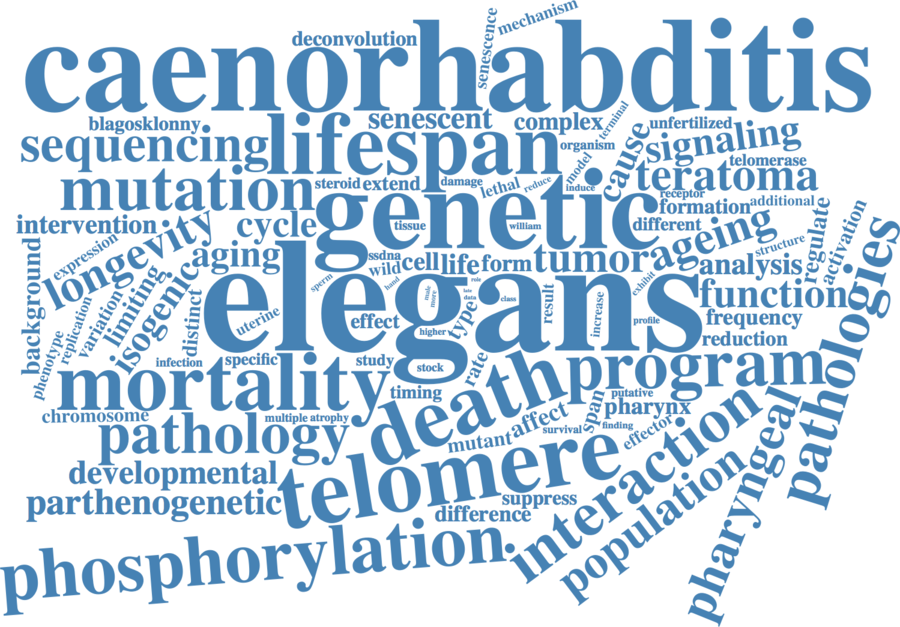 mechanism
senescence
deconvolution
caenorhabditis
terminal
blagosklonny
senescent
complex
unfertilized
sequencing
lifespan
organism
cause
signaling
model
telomerase
mutation
steroid
extend
damage
lethal
reduce
induce
teratoma
receptor
additional
intervention
longevity
cycle
genetic
tissue
william
different
formation
ageing
regulate
activation
structure
expression
background
aging
ssdna
wild
cell
life
form
tumor
analysis
pathologies
limiting
isogenic
sperm
hand
role
exhibit
elegans
male
more
late
data
class
result
increase
profile
function
phenotype
replication
variation
distinct
uterine
effect
higher
type
frequency
reduction
infection
specific
study
stock
rate
mortality
timing
death
program
putative
span
pharynx
chromosome
multiple
atrophy
pathology
mutant
affect
survival
finding
effector
interaction
pharyngeal
developmental
telomere
population
parthenogenetic
suppress
difference
phosphorylation